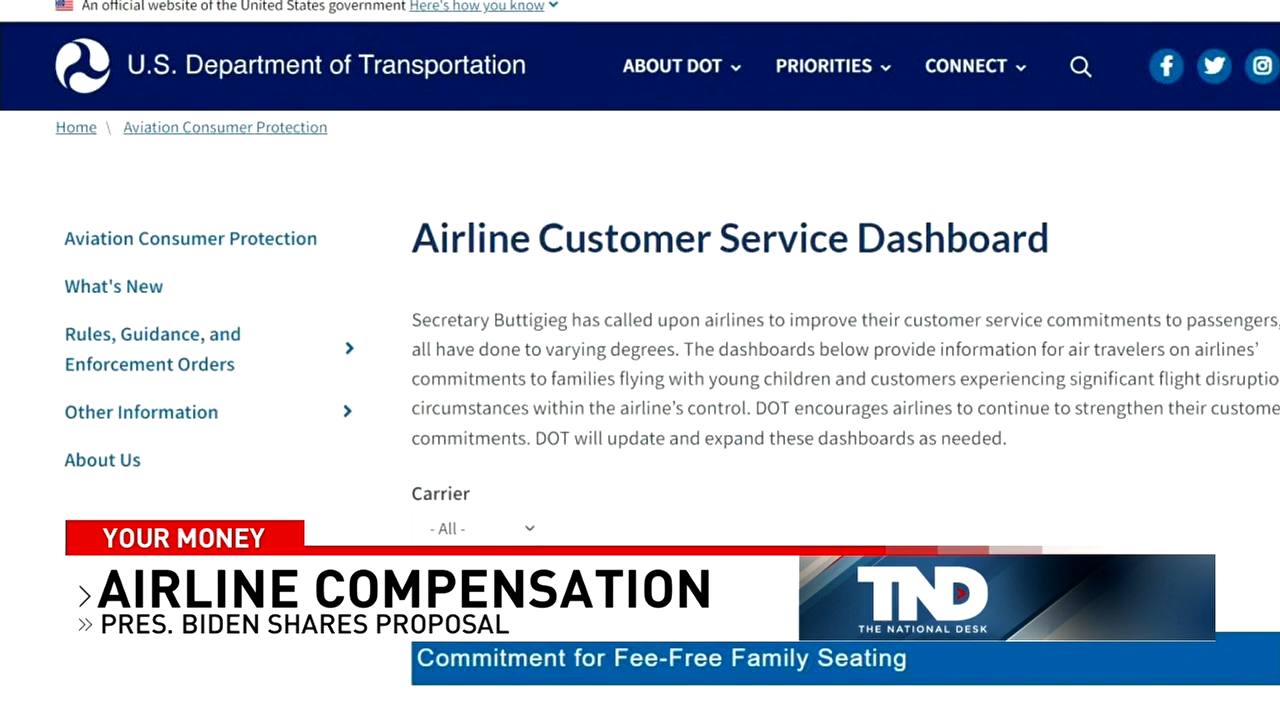 An official website of the United States government Here's how you know
U.S. Department of Transportation
ABOUT DOT
PRIORITIES
CONNECT
Home \ Aviation Consumer Protection
Aviation Consumer Protection
What's New
Rules, Guidance, and
Enforcement Orders
Other Information
About Us
Airline Customer Service Dashboard
Secretary Buttigieg has called upon airlines to improve their customer service commitments to passengers,
all have done to varying degrees. The dashboards below provide information for air travelers on airlines’
commitments to families flying with young children and customers experiencing significant flight disruptio
circumstances within the airline’s control. DOT encourages airlines to continue to strengthen their custome
commitments. DOT will update and expand these dashboards as needed.
Carrier
- All -
YOUR MONEY
AIRLINE COMPENSATION
PRES. BIDEN SHARES PROPOSAL
TND
THE NATIONAL DESK
Commitment for Fee-Free Family Seating